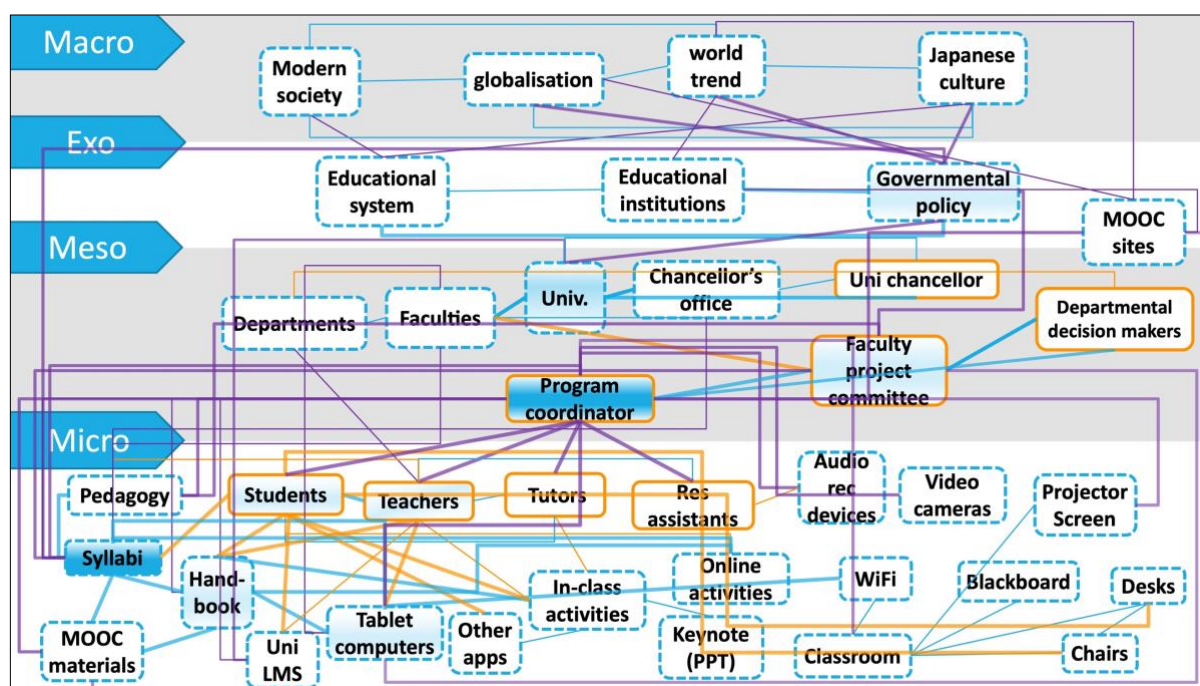 Macro
Modern
society
globalisation
world
trend
Japanese
culture
Exo
Educational
system
Educational
institutions
Governmental
policy
MOOC
sites
Meso
Departments
Faculties
Univ.
Chancellor's
office
Uni chancellor
Departmental
decision makers
Faculty
project
committee
Program
coordinator
Micro
Pedagogy
Students
Teachers
Tutors
Res
assistants
Audio
rec
devices
Video
cameras
Projector
Screen
Syllabi
Hand-
book
In-class
activities
Online
activities
WiFi
Blackboard
Desks
MOOC
materials
Uni
LMS
Tablet
computers
Other
apps
Keynote
(PPT)
Classroom
Chairs